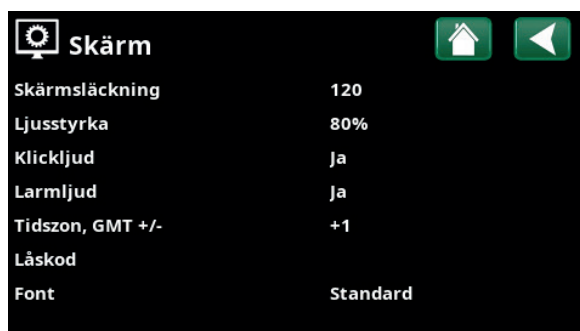 Skärm
Skärmsläckning 120
Ljusstyrka 80%
Klickljud Ja
Larmljud Ja
Tidszon, GMT +/- +1
Låskod
Font Standard